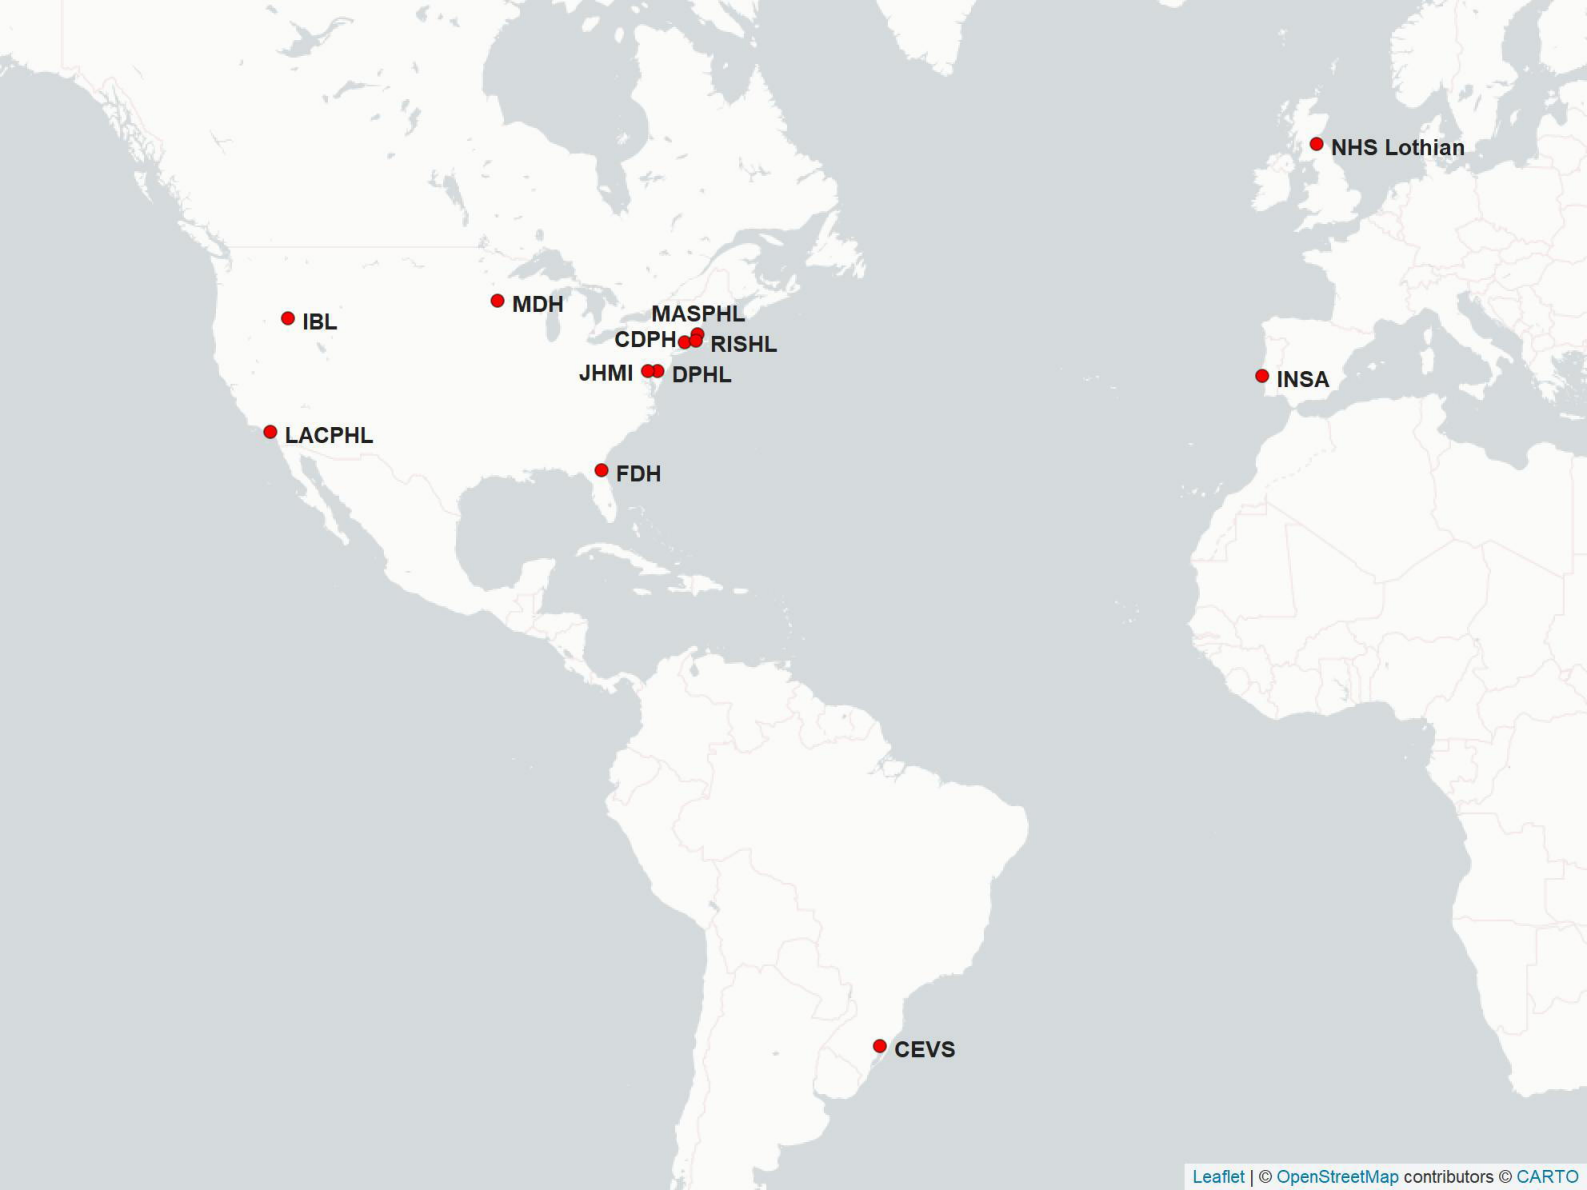 NHS Lothian
MDH
MASPHL
IBL
CDPH
RISHL
JHMI
DPHL
INSA
LACPHL
FDH
CEVS
Leaflet | © OpenStreetMap contributors © CARTO